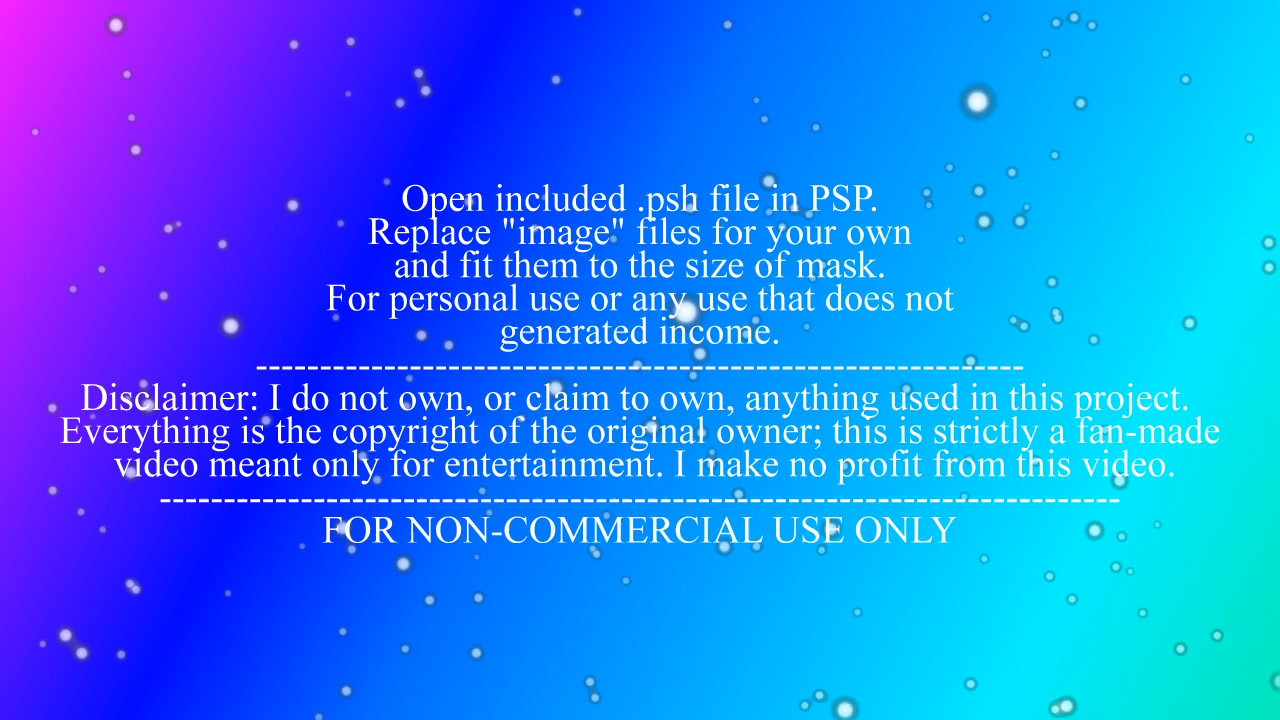 Open included .psh file in PSP.
Replace "image" files for your own
and fit them to the size of mask.
For personal use or any use that does not
generated income.
------------------------------------------------------------
Disclaimer: I do not own, or claim to own, anything used in this project.
Everything is the copyright of the original owner; this is strictly a fan-made
video meant only for entertainment. I make no profit from this video.
---------------------------------------------------------------------------
FOR NON-COMMERCIAL USE ONLY